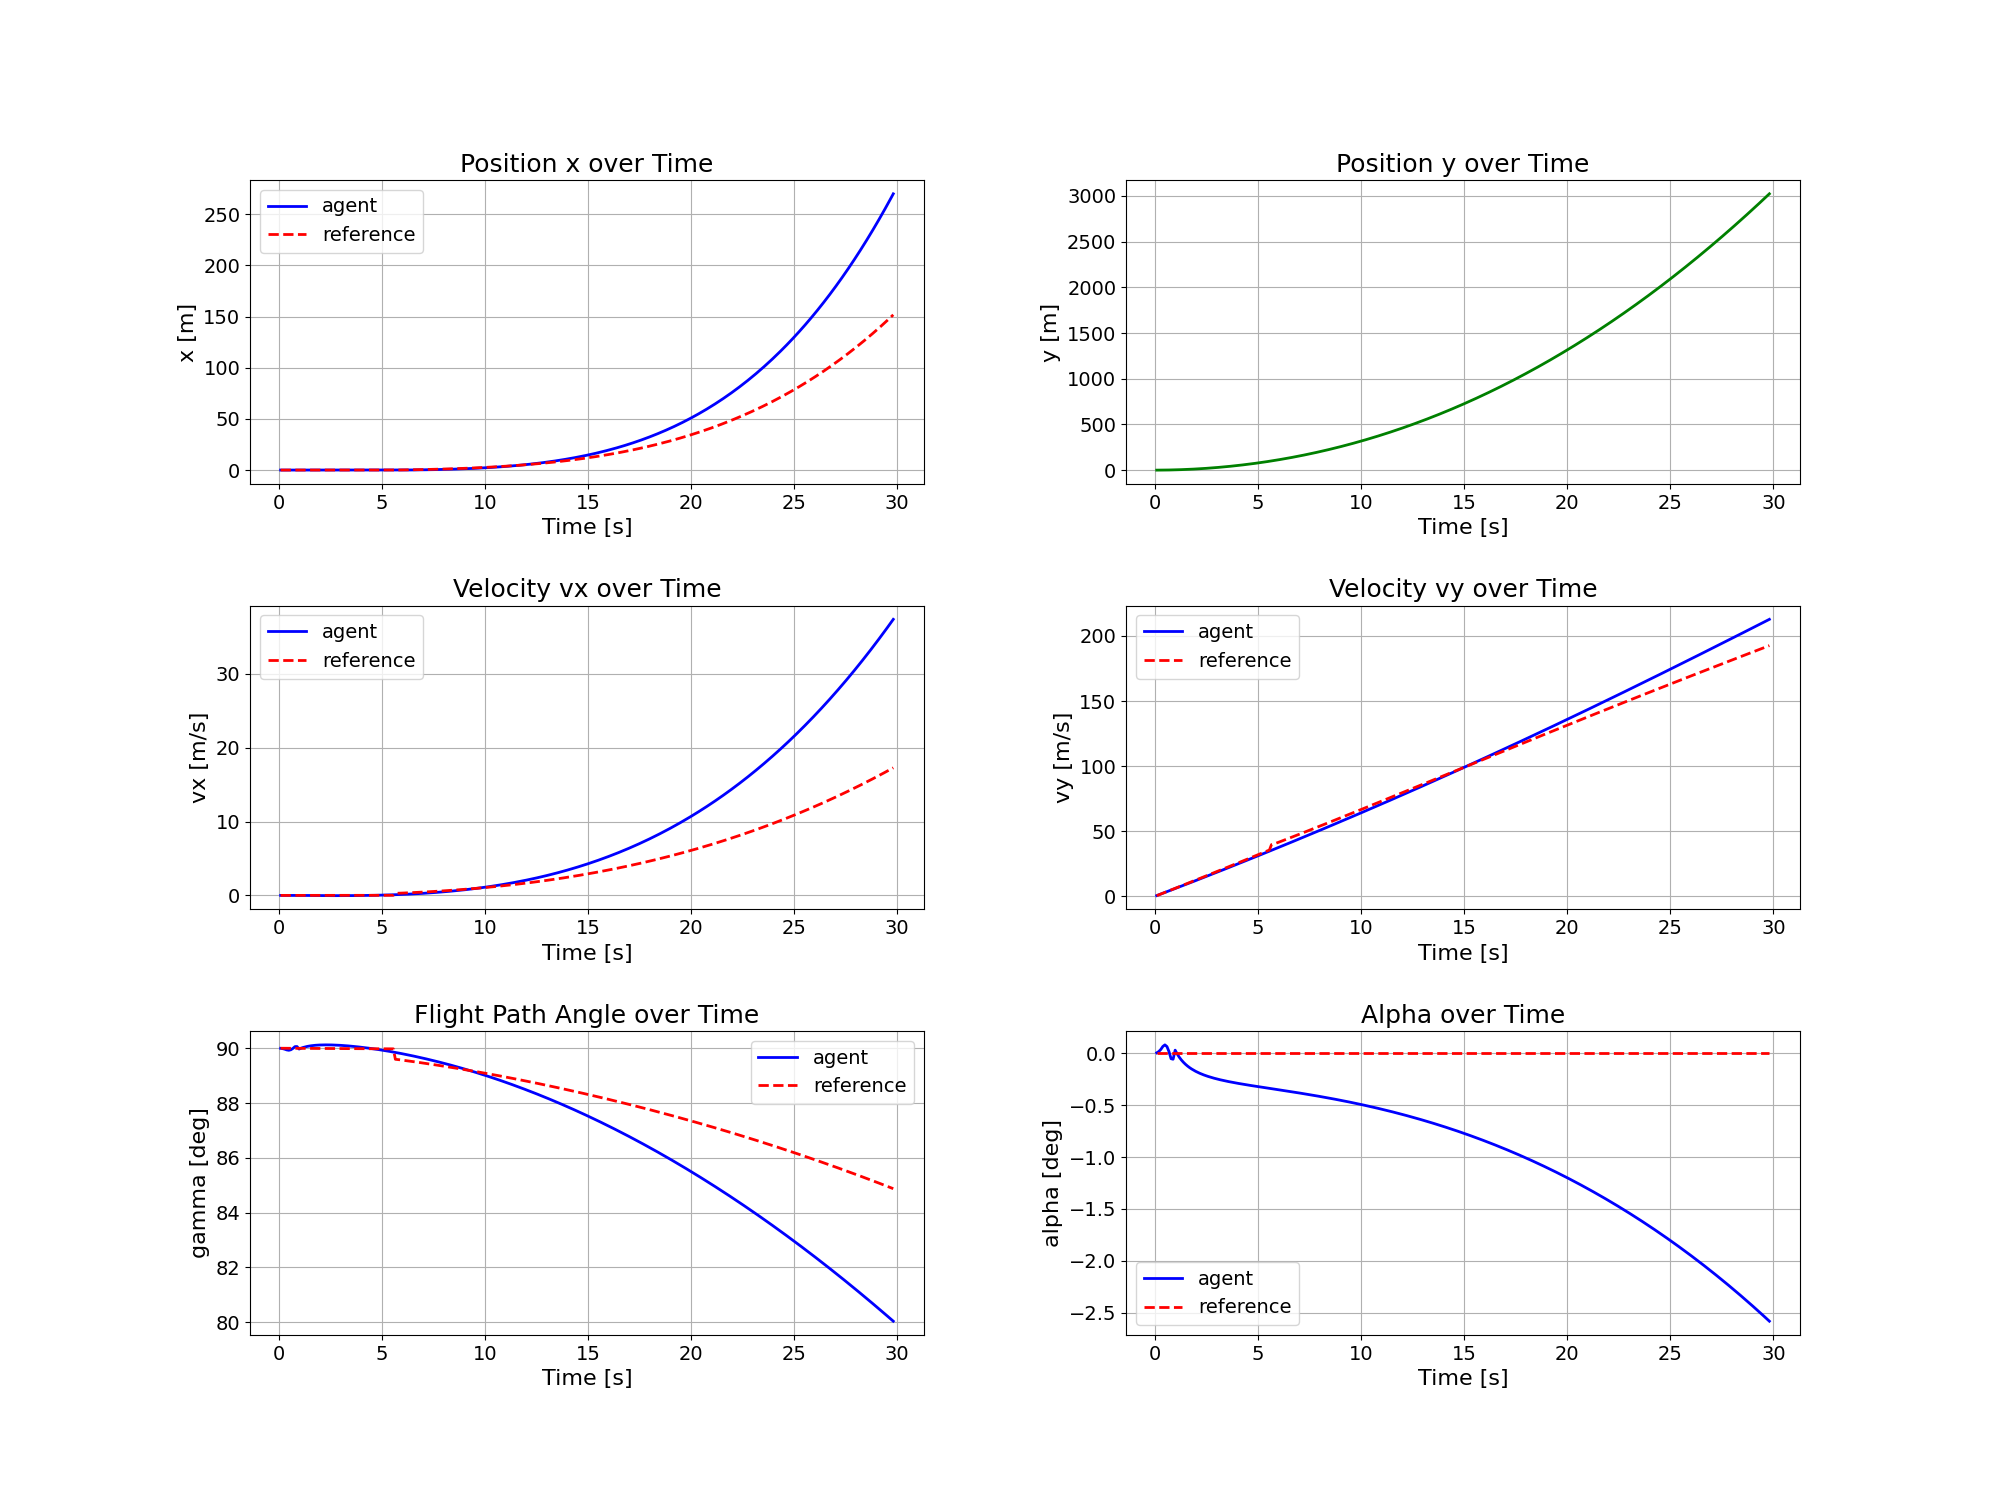 Position x over Time
agent
reference
x [m]
250
200
150
100
50
0
0 5 10 15 20 25 30
Time [s]
Position y over Time
y [m]
3000
2500
2000
1500
1000
500
0
0 5 10 15 20 25 30
Time [s]
Velocity vx over Time
agent
reference
vx [m/s]
30
20
10
0
0 5 10 15 20 25 30
Time [s]
Velocity vy over Time
agent
reference
vy [m/s]
200
150
100
50
0
0 5 10 15 20 25 30
Time [s]
Flight Path Angle over Time
agent
reference
gamma [deg]
90
88
86
84
82
80
0 5 10 15 20 25 30
Time [s]
Alpha over Time
alpha [deg]
0.0
−0.5
−1.0
−1.5
−2.0
−2.5
agent
reference
0 5 10 15 20 25 30
Time [s]